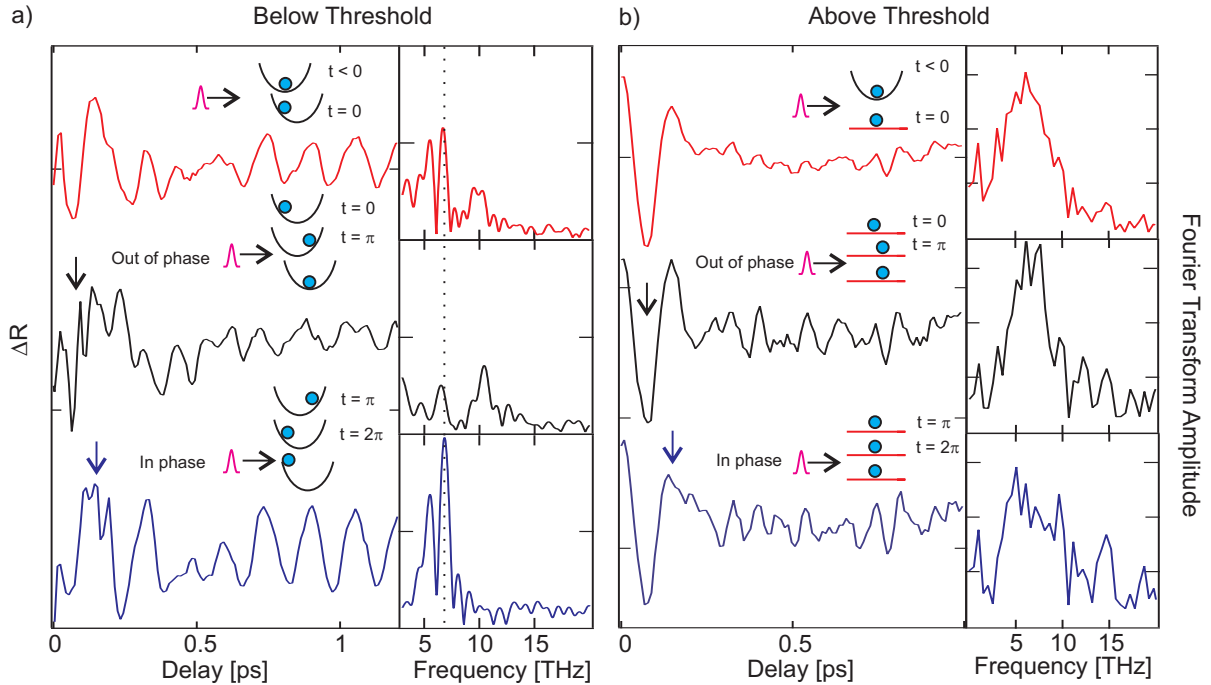 a)
Below Threshold
b)
Above Threshold
t < 0
t = 0
t = 0
t = π
Out of phase
t = π
t = 2π
In phase
t < 0
t = 0
t = 0
t = π
Out of phase
t = π
t = 2π
In phase
ΔR
Fourier Transform Amplitude
0
0.5
1
5
10
15
0
0.5
5
10
15
Delay [ps]
Frequency [THz]
Delay [ps]
Frequency [THz]